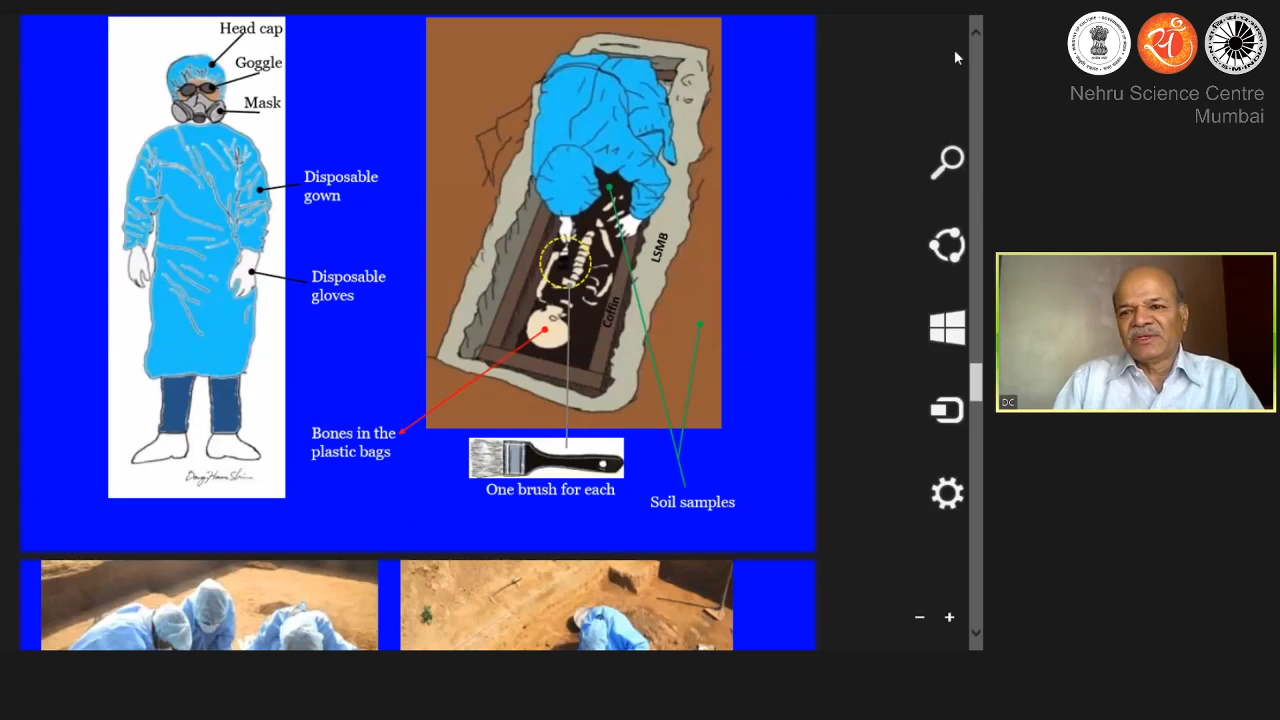 Head cap
Goggle
Mask
Disposable
gown
Disposable
gloves
Bones in the
plastic bags
LSMB
Coffin
One brush for each
Soil samples
Nehru Science Centre
Mumbai
DC